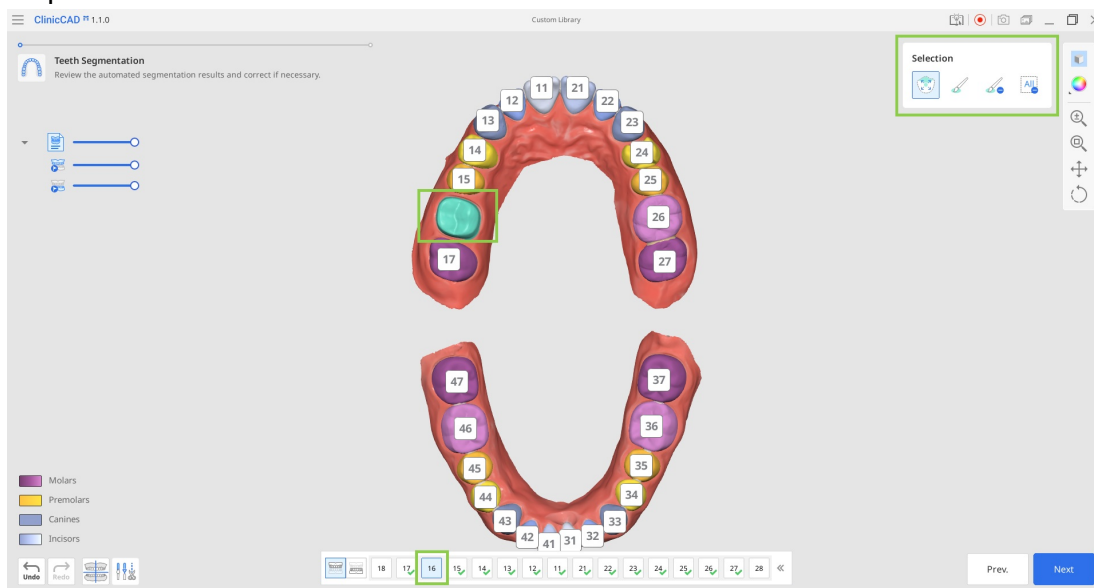 ClinicCAD 1.1.0
Custom Library
Teeth Segmentation
Review the automated segmentation results and correct if necessary.
Selection
All
11 21
12 22
13 23
14 24
15 25
26
17 27
47 37
46 36
45 35
44 34
43 33
42 41 31 32
Molars
Premolars
Canines
Incisors
Undo
Redo
18 17 16 15 14 13 12 11 21 22 23 24 25 26 27 28 «
Prev.
Next